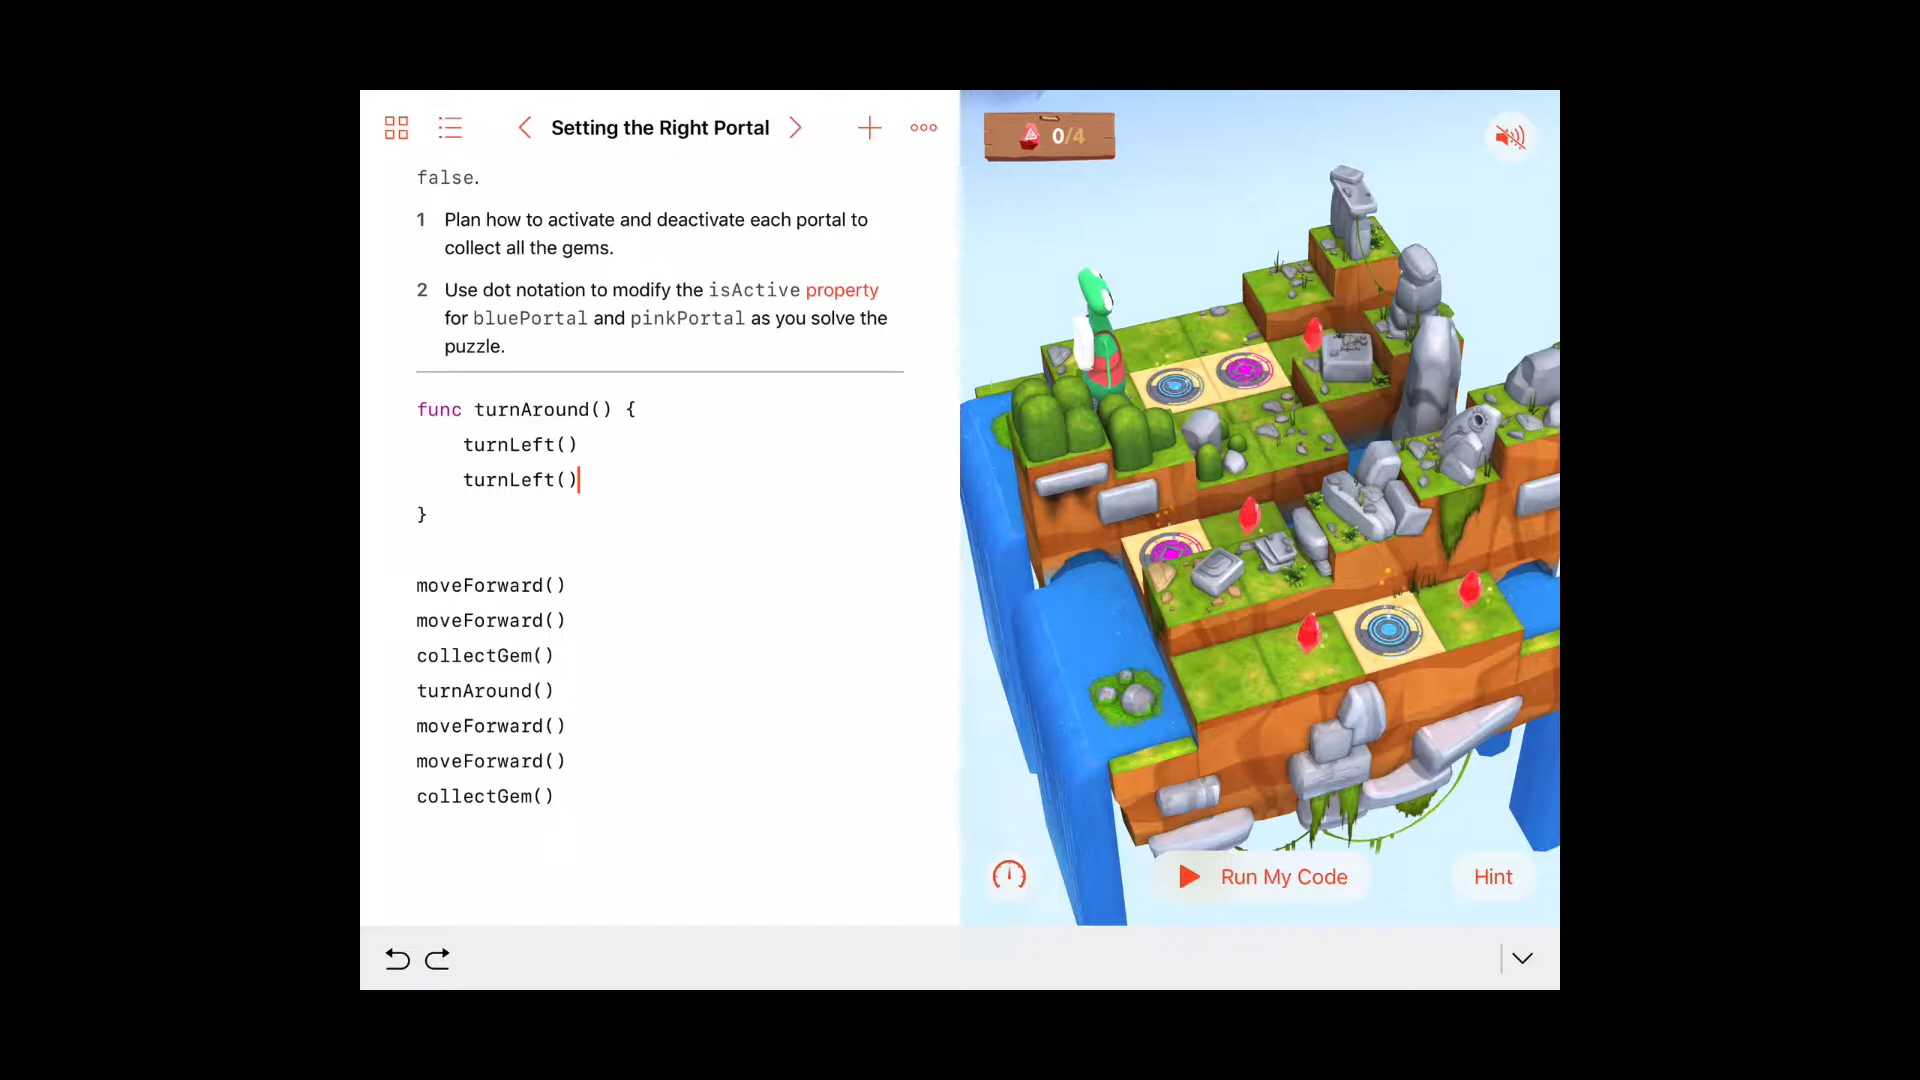 Setting the Right Portal
false.
1 Plan how to activate and deactivate each portal to
collect all the gems.
2 Use dot notation to modify the isActive property
for bluePortal and pinkPortal as you solve the
puzzle.
func turnAround() {
turnLeft()
turnLeft()
}
moveForward()
moveForward()
collectGem()
turnAround()
moveForward()
moveForward()
collectGem()
0/4
Run My Code
Hint